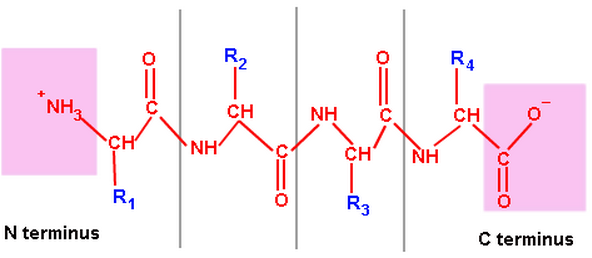 O
R2
O
R4
+NH3
C
CH
NH
CH
O−
CH
NH
C
CH
NH
C
C
R1
O
R3
O
N terminus
C terminus